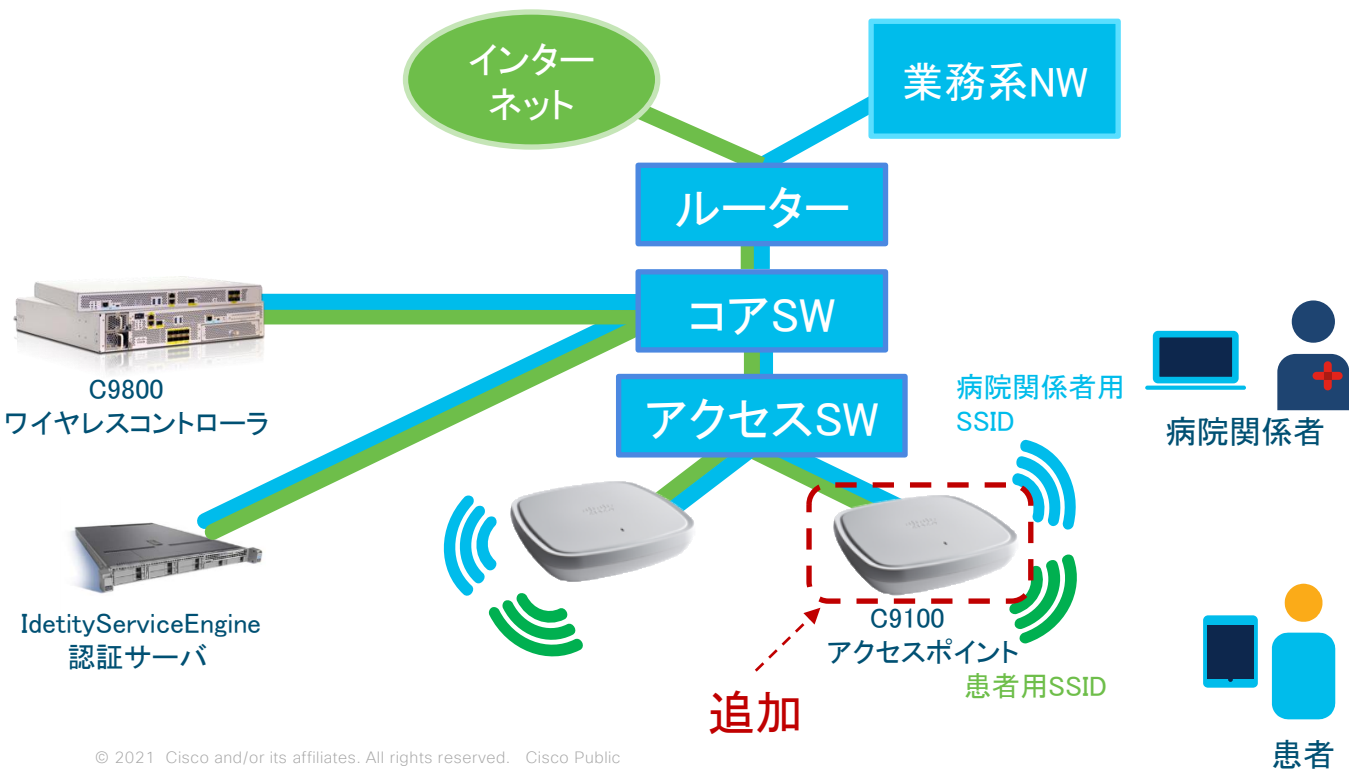 インター
ネット
業務系NW
ルーター
コアSW
C9800
ワイヤレスコントローラ
アクセスSW
病院関係者用
SSID
病院関係者
IdetityServiceEngine
認証サーバ
C9100
アクセスポイント
患者用SSID
追加
患者
© 2021 Cisco and/or its affiliates. All rights reserved. Cisco Public